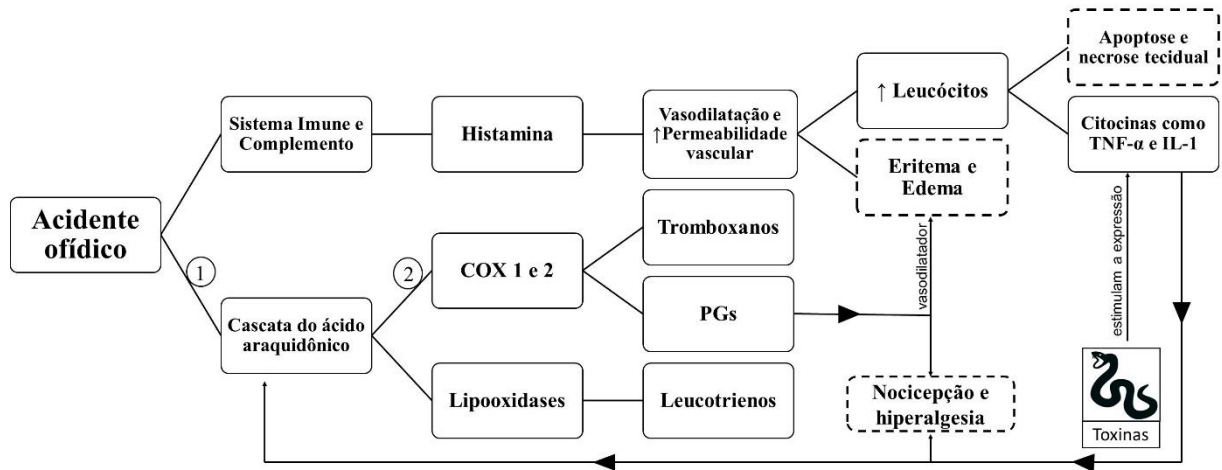 Acidente
ofídico
1
Sistema Imune e
Complemento
Histamina
Vasodilatação e
↑Permeabilidade
vascular
↑ Leucócitos
Apoptose e
necrose tecidual
Citocinas como
TNF-α e IL-1
Eritema e
Edema
Cascata do ácido
araquidônico
2
COX 1 e 2
Tromboxanos
PGs
vasodilatador
estimulam a expressão
Lipooxidases
Leucotrienos
Nocicepção e
hiperalgesia
Toxinas